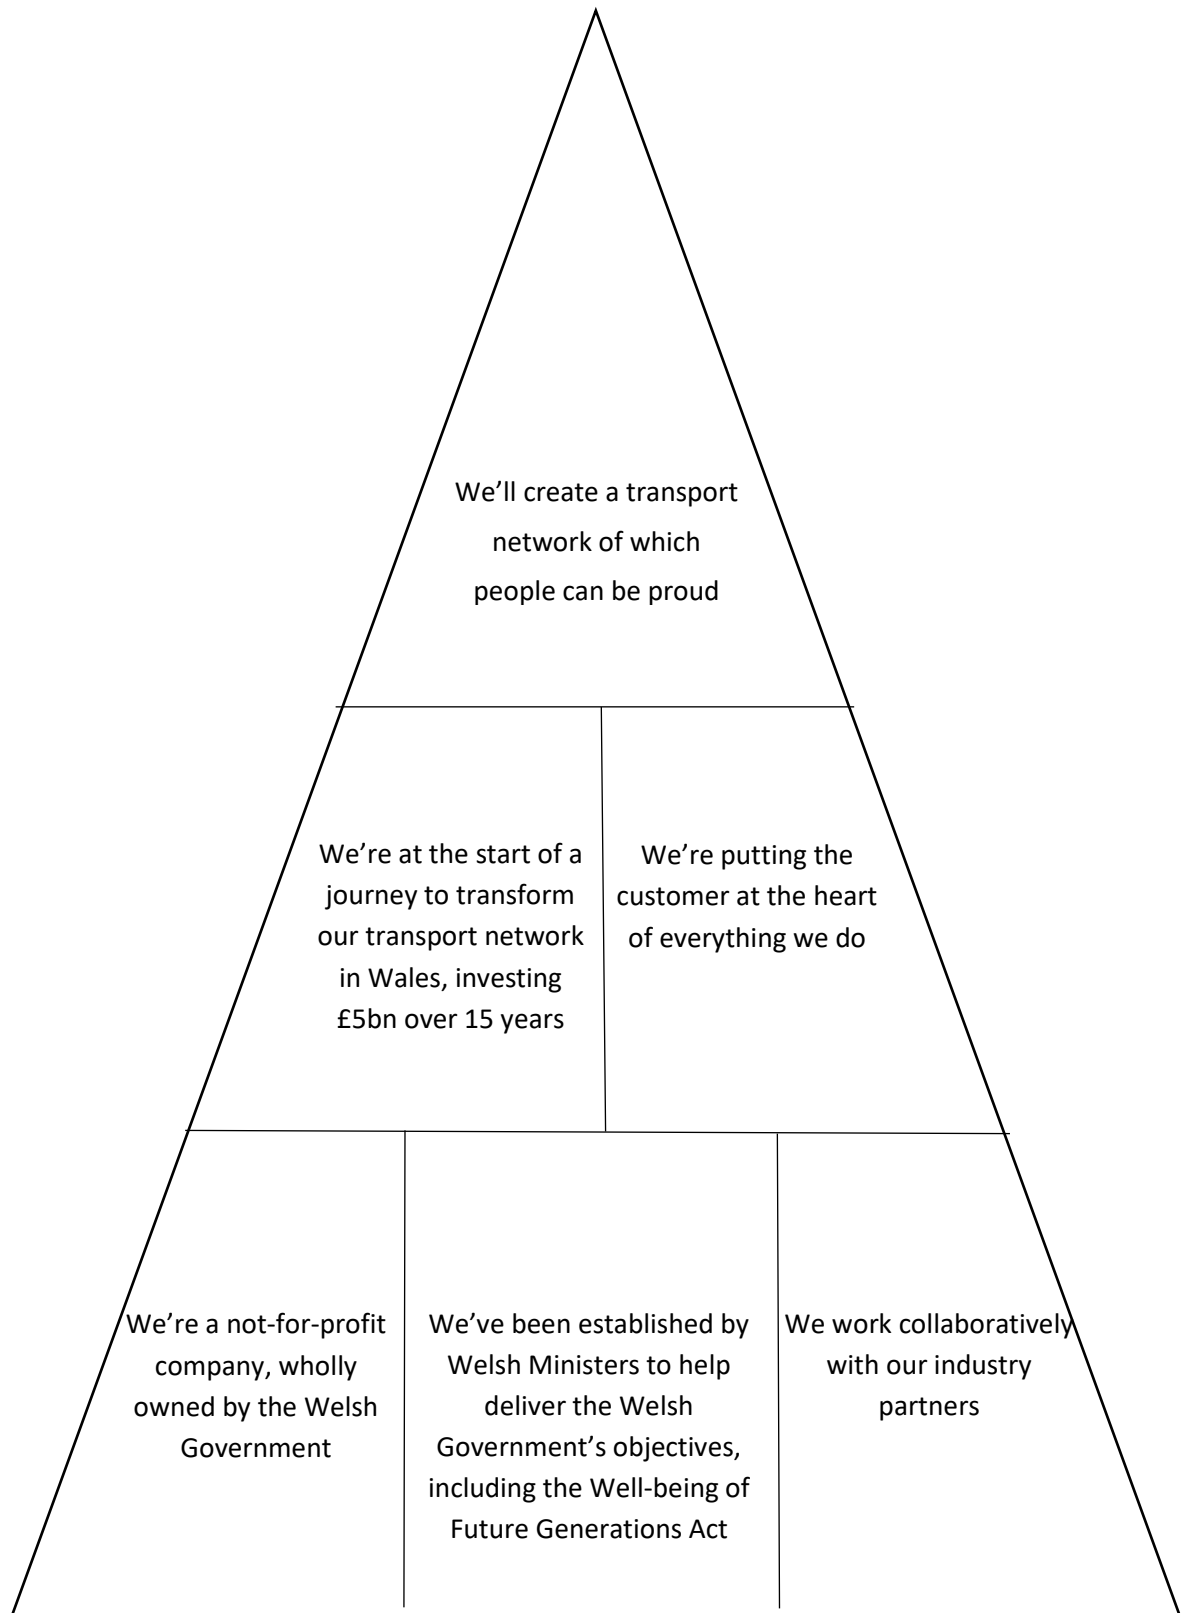 We’ll create a transport
network of which
people can be proud
We’re at the start of a
journey to transform
our transport network
in Wales, investing
£5bn over 15 years
We’re putting the
customer at the heart
of everything we do
We’re a not-for-profit
company, wholly
owned by the Welsh
Government
We’ve been established by
Welsh Ministers to help
deliver the Welsh
Government’s objectives,
including the Well-being of
Future Generations Act
We work collaboratively
with our industry
partners